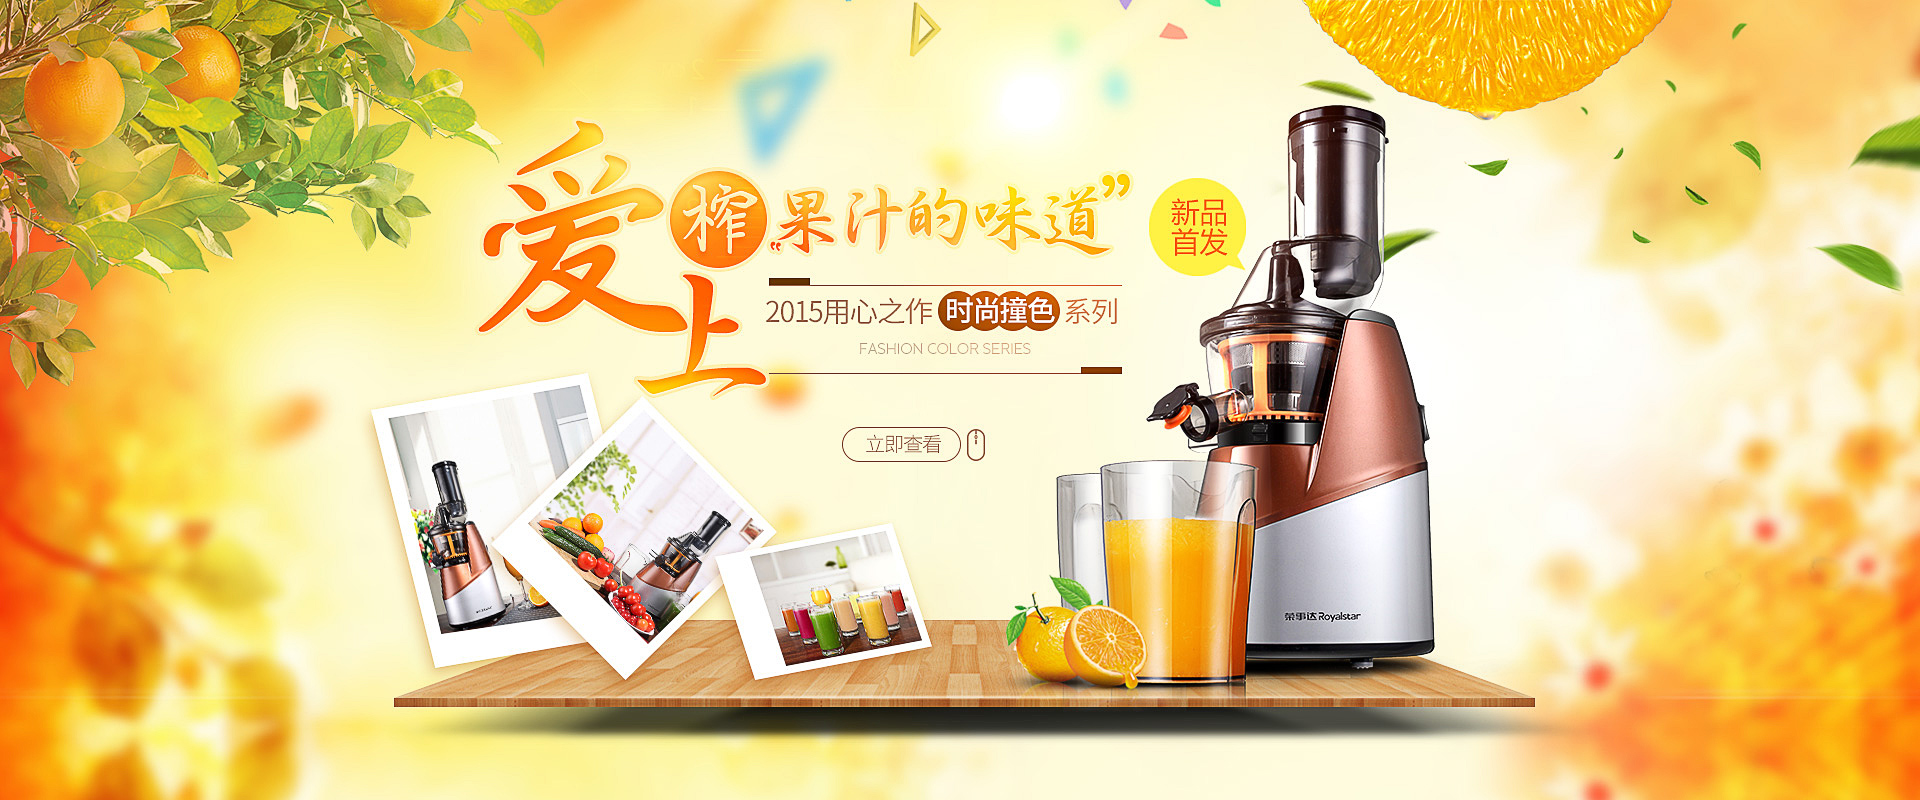 爱上
榨“果汁的味道”
新品
首发
2015用心之作 时尚撞色 系列
FASHION COLOR SERIES
立即查看
荣事达 Royalstar